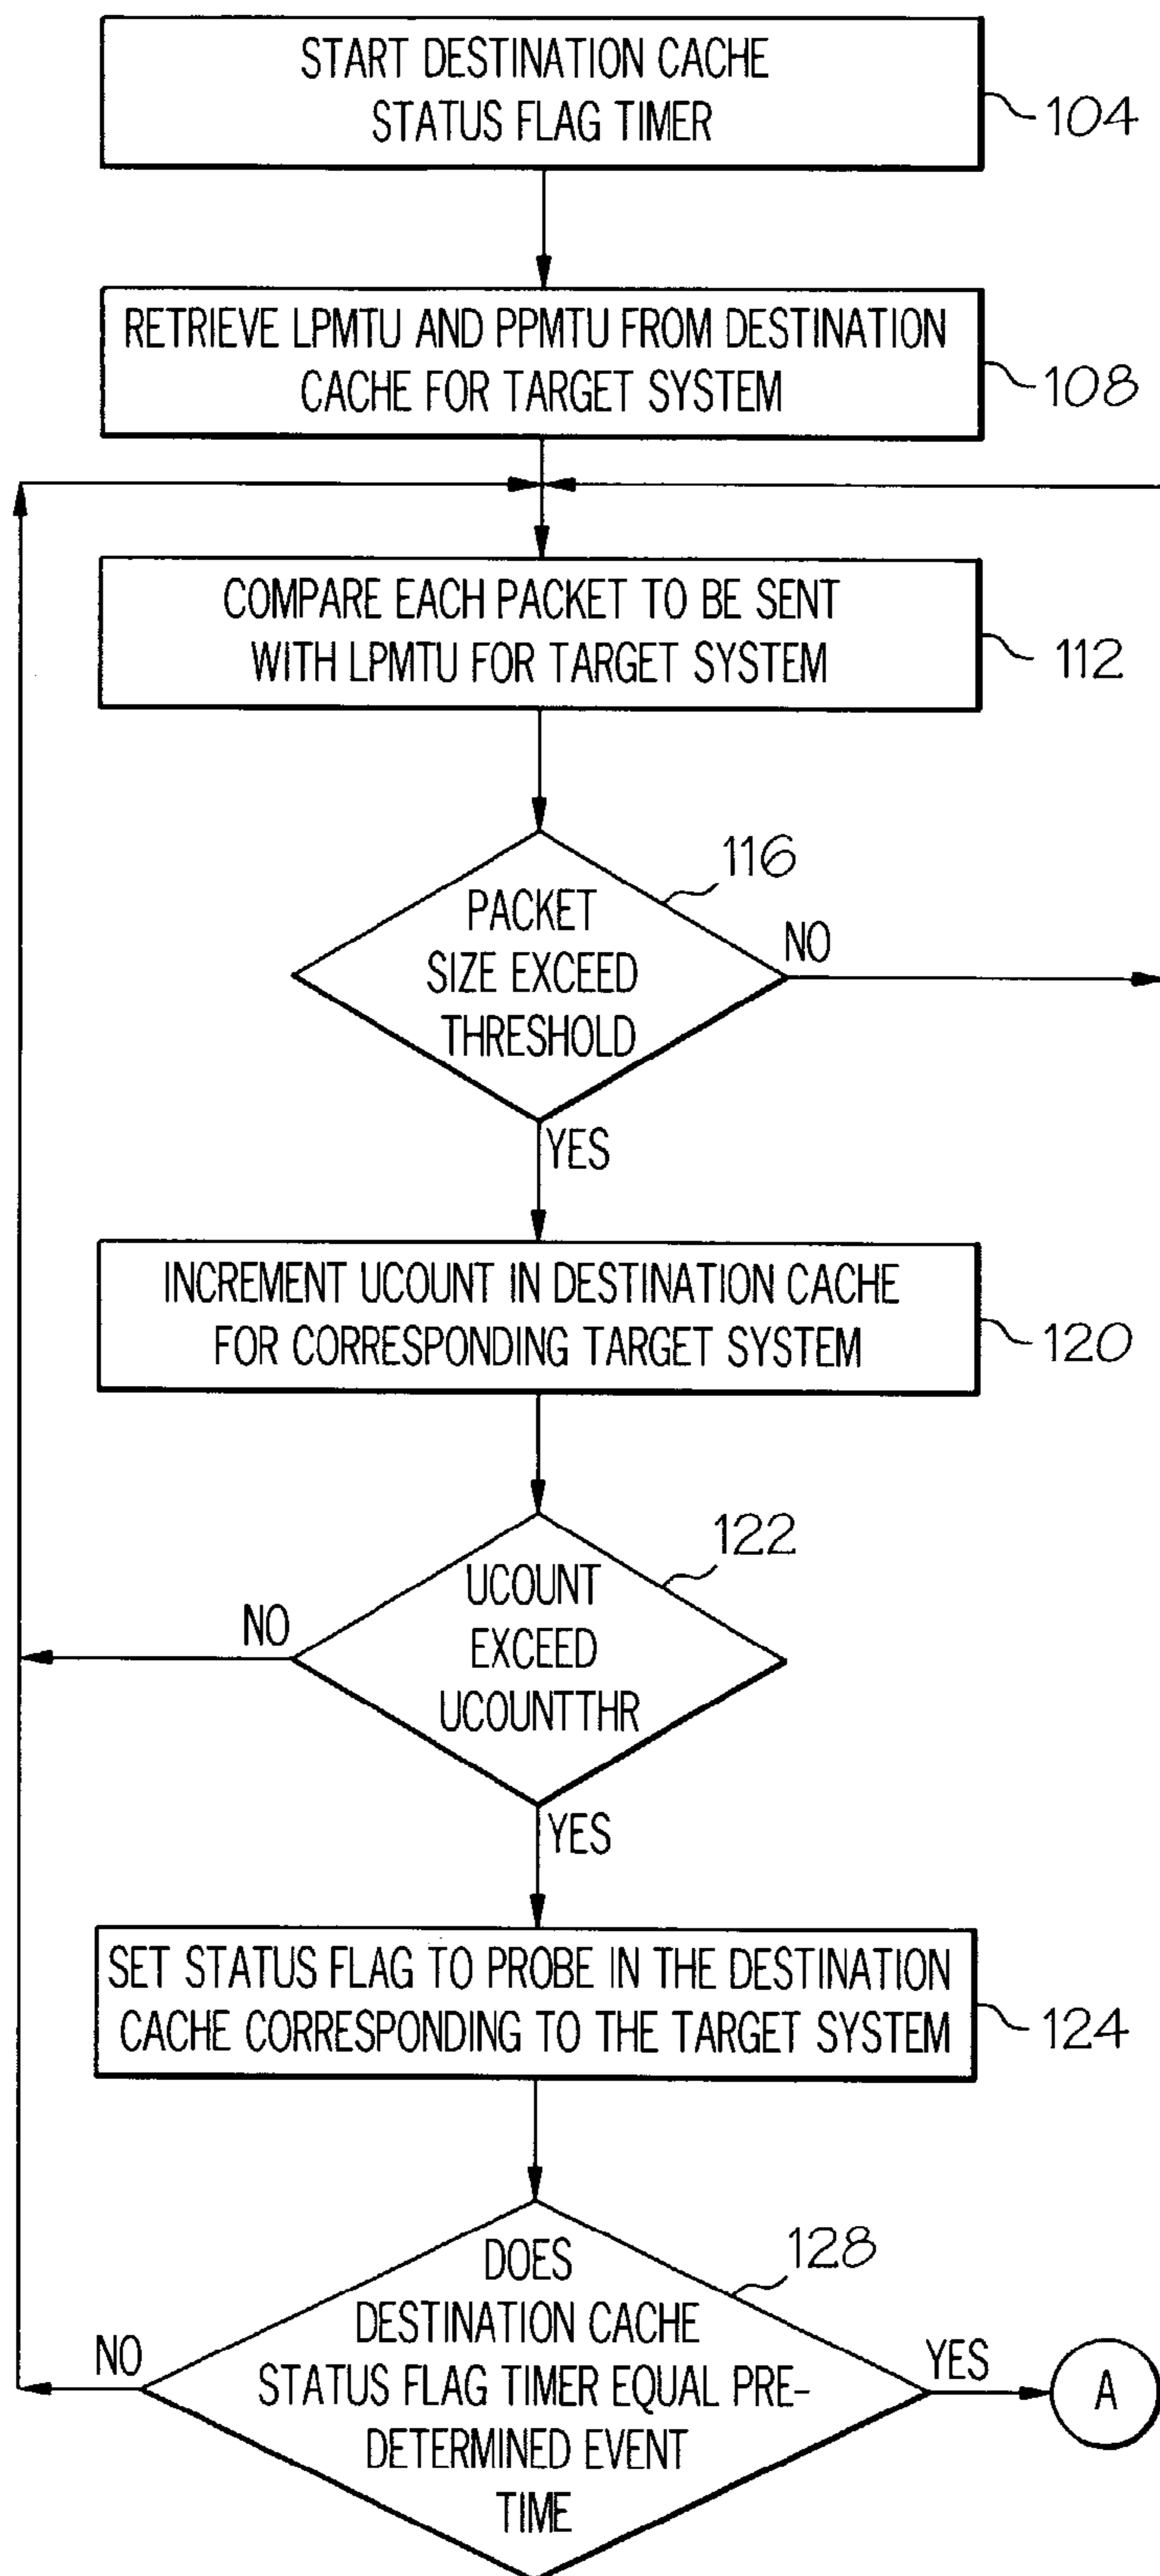 START DESTINATION CACHE
STATUS FLAG TIMER
104
RETRIEVE LPMTU AND PPMTU FROM DESTINATION
CACHE FOR TARGET SYSTEM
108
COMPARE EACH PACKET TO BE SENT
WITH LPMTU FOR TARGET SYSTEM
112
116
PACKET
SIZE EXCEED
THRESHOLD
NO
YES
INCREMENT UCOUNT IN DESTINATION CACHE
FOR CORRESPONDING TARGET SYSTEM
120
122
UCOUNT
EXCEED
UCOUNTTHR
NO
YES
SET STATUS FLAG TO PROBE IN THE DESTINATION
CACHE CORRESPONDING TO THE TARGET SYSTEM
124
128
DOES
DESTINATION CACHE
STATUS FLAG TIMER EQUAL PRE-
DETERMINED EVENT
TIME
NO
YES
A